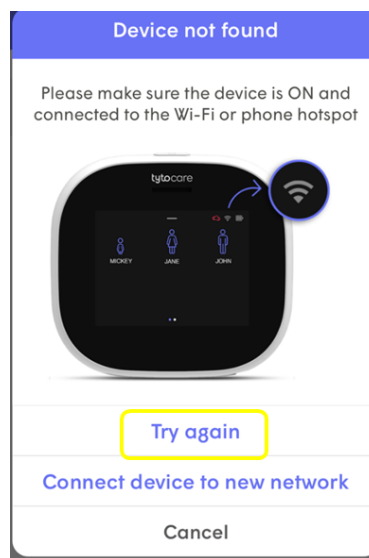 Device not found
Please make sure the device is ON and
connected to the Wi-Fi or phone hotspot
tytocare
MICKEY JANE JOHN
Try again
Connect device to new network
Cancel